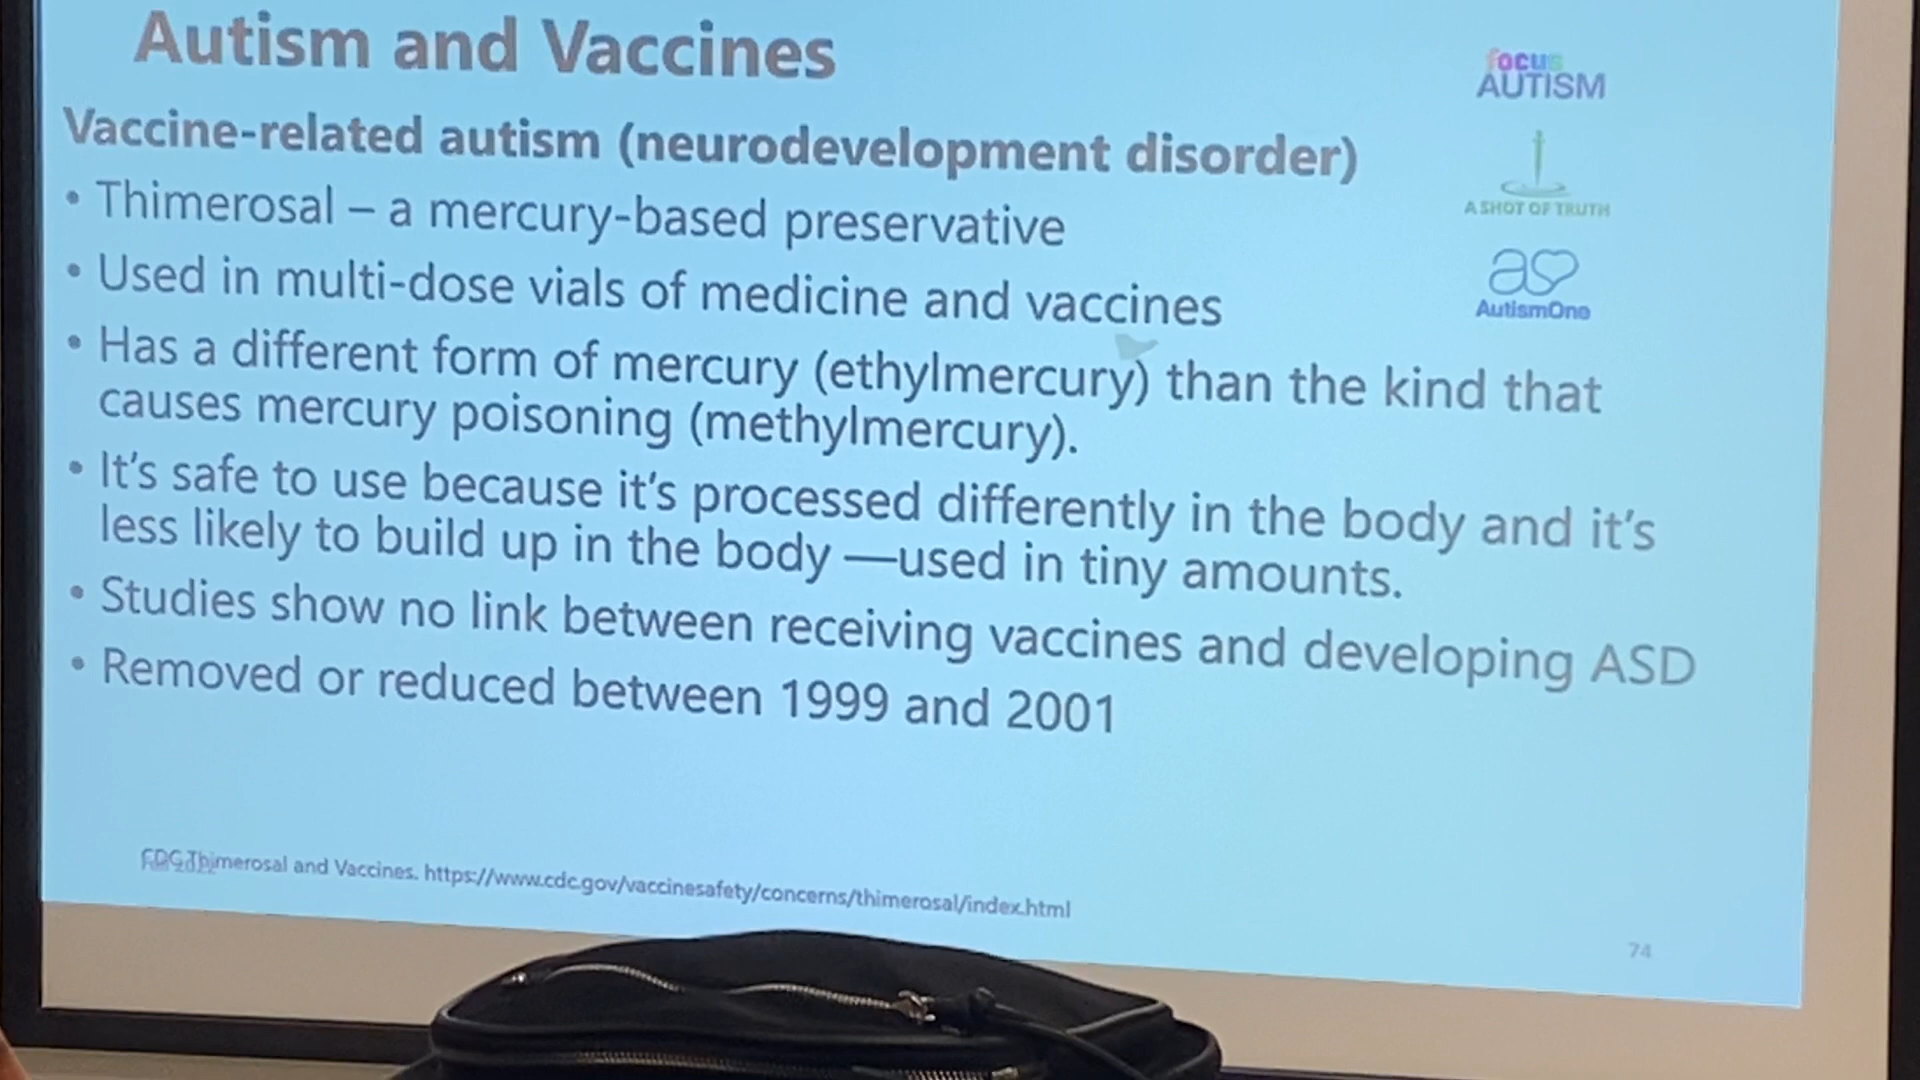 Autism and Vaccines
focus
AUTISM
Vaccine-related autism (neurodevelopment disorder)
A SHOT OF TRUTH
• Thimerosal – a mercury-based preservative
• Used in multi-dose vials of medicine and vaccines
AutismOne
• Has a different form of mercury (ethylmercury) than the kind that
causes mercury poisoning (methylmercury).
• It's safe to use because it's processed differently in the body and it's
less likely to build up in the body —used in tiny amounts.
• Studies show no link between receiving vaccines and developing ASD
• Removed or reduced between 1999 and 2001
CDC Thimerosal and Vaccines. https://www.cdc.gov/vaccinesafety/concerns/thimerosal/index.html
74